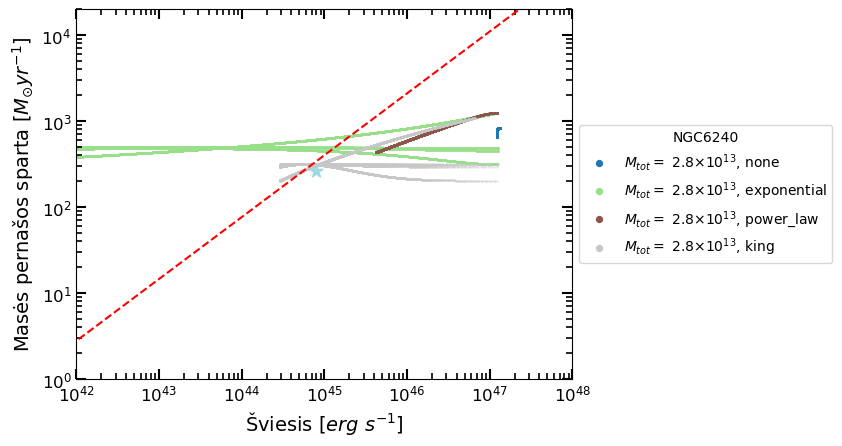 10⁴
10³
10²
10¹
10⁰
Masės pernašos sparta [M⊙yr⁻¹]
10⁴² 10⁴³ 10⁴⁴ 10⁴⁵ 10⁴⁶ 10⁴⁷ 10⁴⁸
Šviesis [erg s⁻¹]
NGC6240
M_tot = 2.8×10¹³, none
M_tot = 2.8×10¹³, exponential
M_tot = 2.8×10¹³, power_law
M_tot = 2.8×10¹³, king